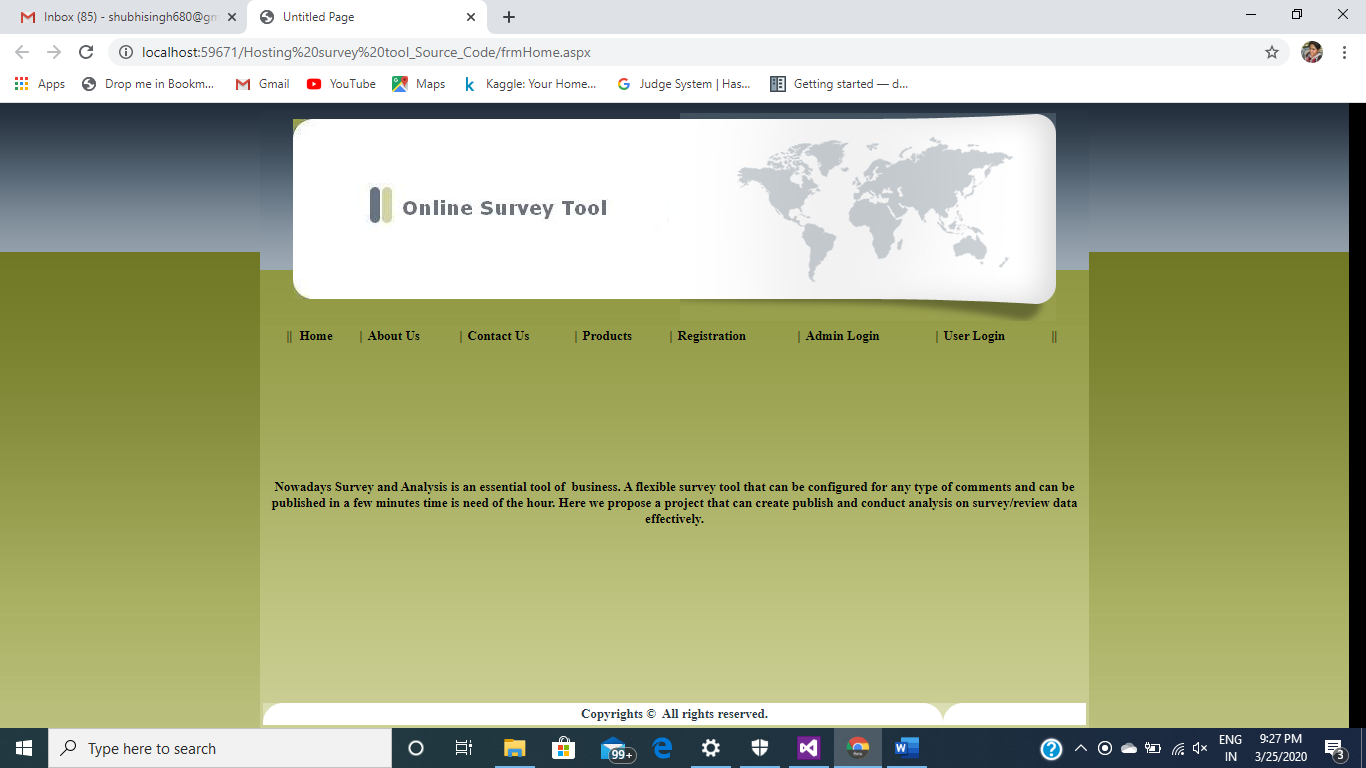 Inbox (85) - shubhisingh680@gm
Untitled Page
localhost:59671/Hosting%20survey%20tool_Source_Code/frmHome.aspx
Apps Drop me in Bookm... Gmail YouTube Maps Kaggle: Your Home... Judge System | Has... Getting started — d...
Online Survey Tool
|| Home | About Us | Contact Us | Products | Registration | Admin Login | User Login ||
Nowadays Survey and Analysis is an essential tool of business. A flexible survey tool that can be configured for any type of comments and can be
published in a few minutes time is need of the hour. Here we propose a project that can create publish and conduct analysis on survey/review data
effectively.
Copyrights © All rights reserved.
Type here to search
99+
ENG
IN
9:27 PM
3/25/2020
3